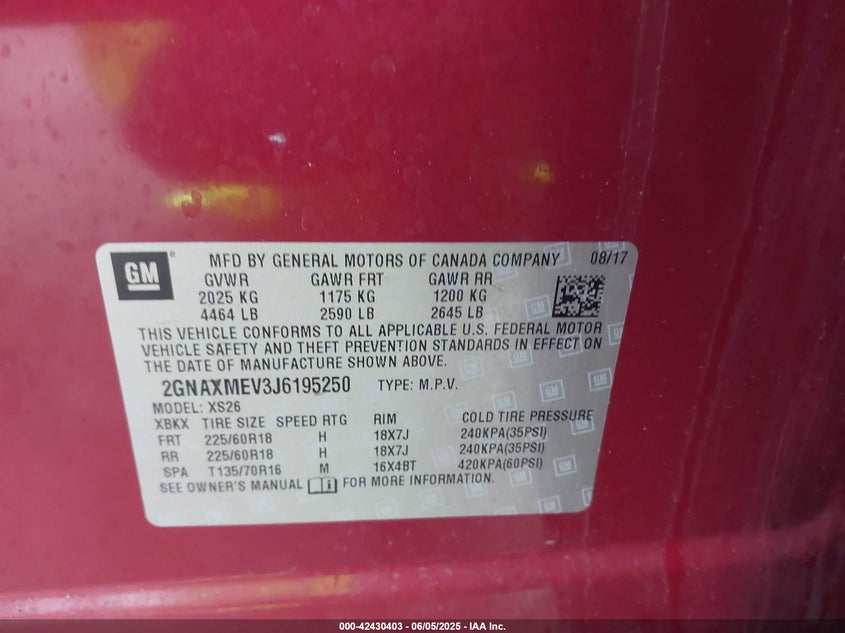 GM
MFD BY GENERAL MOTORS OF CANADA COMPANY 08/17
GVWR GAWR FRT GAWR RR
2025 KG 1175 KG 1200 KG
4464 LB 2590 LB 2645 LB
THIS VEHICLE CONFORMS TO ALL APPLICABLE U.S. FEDERAL MOTOR
VEHICLE SAFETY AND THEFT PREVENTION STANDARDS IN EFFECT ON
THE DATE OF MANUFACTURE SHOWN ABOVE.
2GNAXMEV3J6195250 TYPE: M.P.V.
MODEL: XS26
XBKX TIRE SIZE SPEED RTG RIM COLD TIRE PRESSURE
FRT 225/60R18 H 18X7J 240KPA(35PSI)
RR 225/60R18 H 18X7J 240KPA(35PSI)
SPA T135/70R16 M 16X4BT 420KPA(60PSI)
SEE OWNER'S MANUAL i FOR MORE INFORMATION.
000-42430403 - 06/05/2025 - IAA Inc.